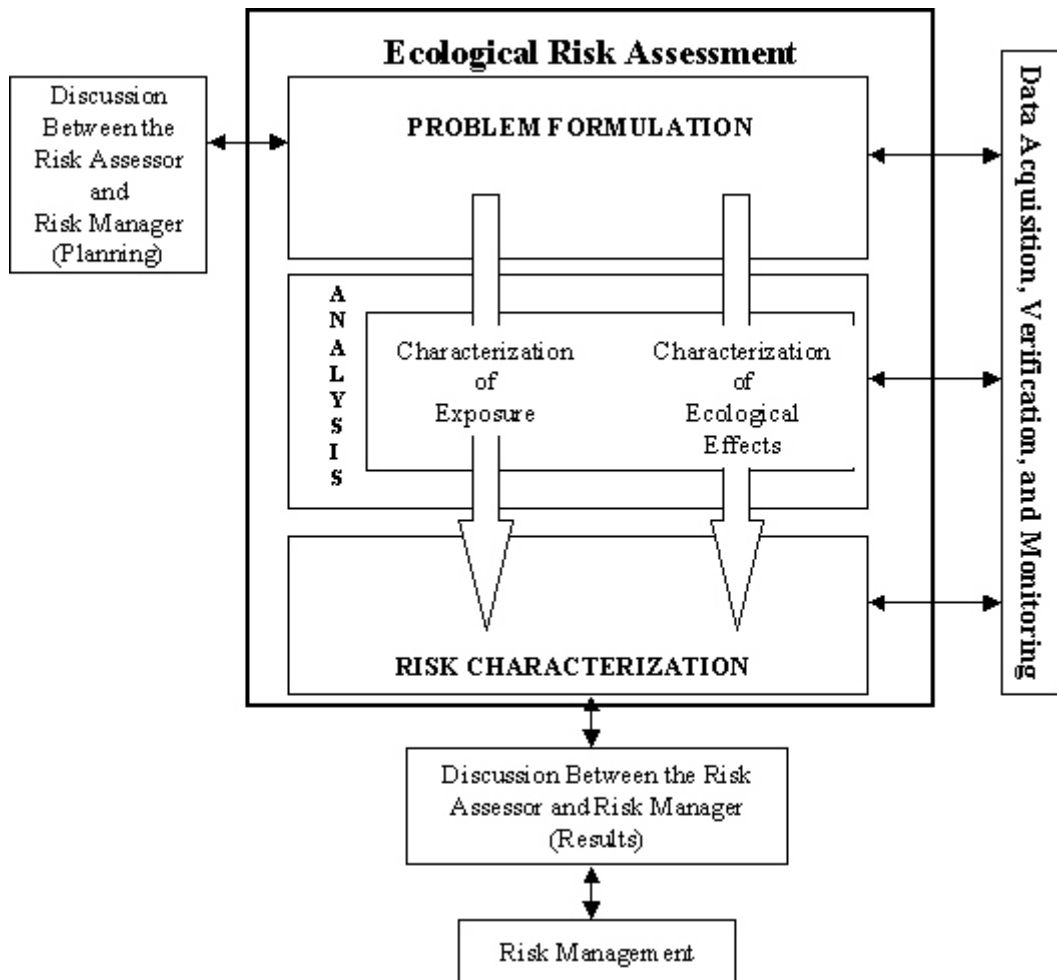 Ecological Risk Assessment
Discussion
Between the
Risk Assessor
and
Risk Manager
(Planning)
PROBLEM FORMULATION
ANALYSIS
Characterization
of
Exposure
Characterization
of
Ecological
Effects
RISK CHARACTERIZATION
Data Acquisition, Verification, and Monitoring
Discussion Between the Risk
Assessor and Risk Manager
(Results)
Risk Management